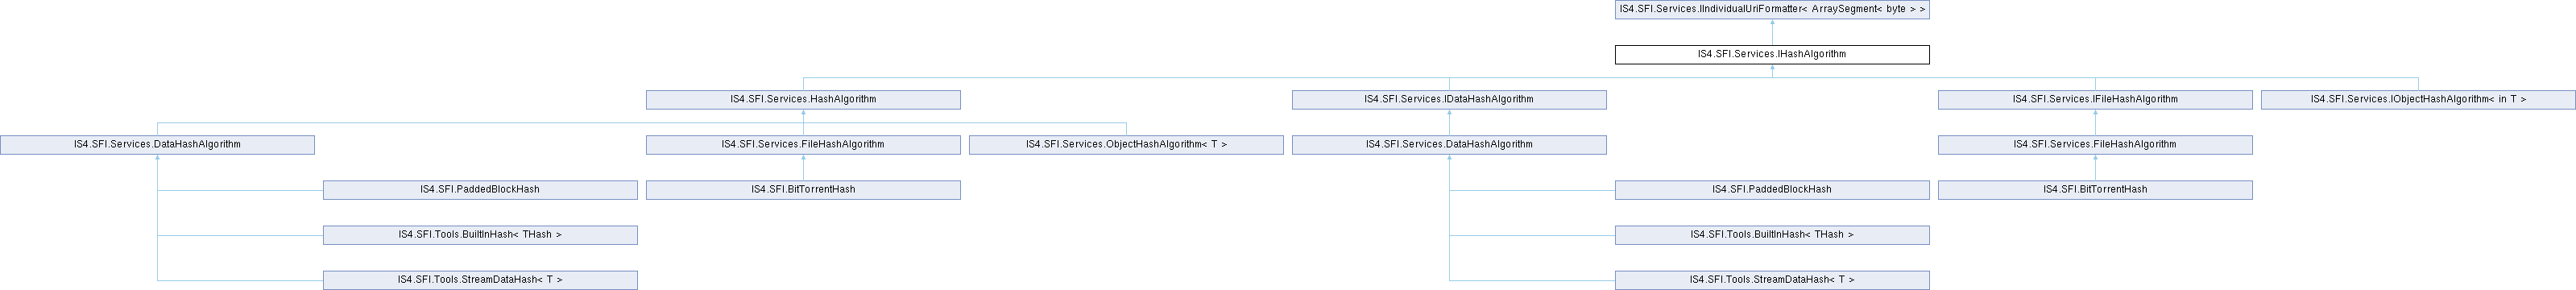 IS4.SFI.Services.IIndividualUriFormatter< ArraySegment< byte > >
IS4.SFI.Services.IHashAlgorithm
IS4.SFI.Services.HashAlgorithm
IS4.SFI.Services.IDataHashAlgorithm
IS4.SFI.Services.IFileHashAlgorithm
IS4.SFI.Services.IObjectHashAlgorithm< in T >
IS4.SFI.Services.DataHashAlgorithm
IS4.SFI.Services.FileHashAlgorithm
IS4.SFI.Services.ObjectHashAlgorithm< T >
IS4.SFI.Services.DataHashAlgorithm
IS4.SFI.Services.FileHashAlgorithm
IS4.SFI.PaddedBlockHash
IS4.SFI.BitTorrentHash
IS4.SFI.PaddedBlockHash
IS4.SFI.BitTorrentHash
IS4.SFI.Tools.BuiltInHash< THash >
IS4.SFI.Tools.BuiltInHash< THash >
IS4.SFI.Tools.StreamDataHash< T >
IS4.SFI.Tools.StreamDataHash< T >